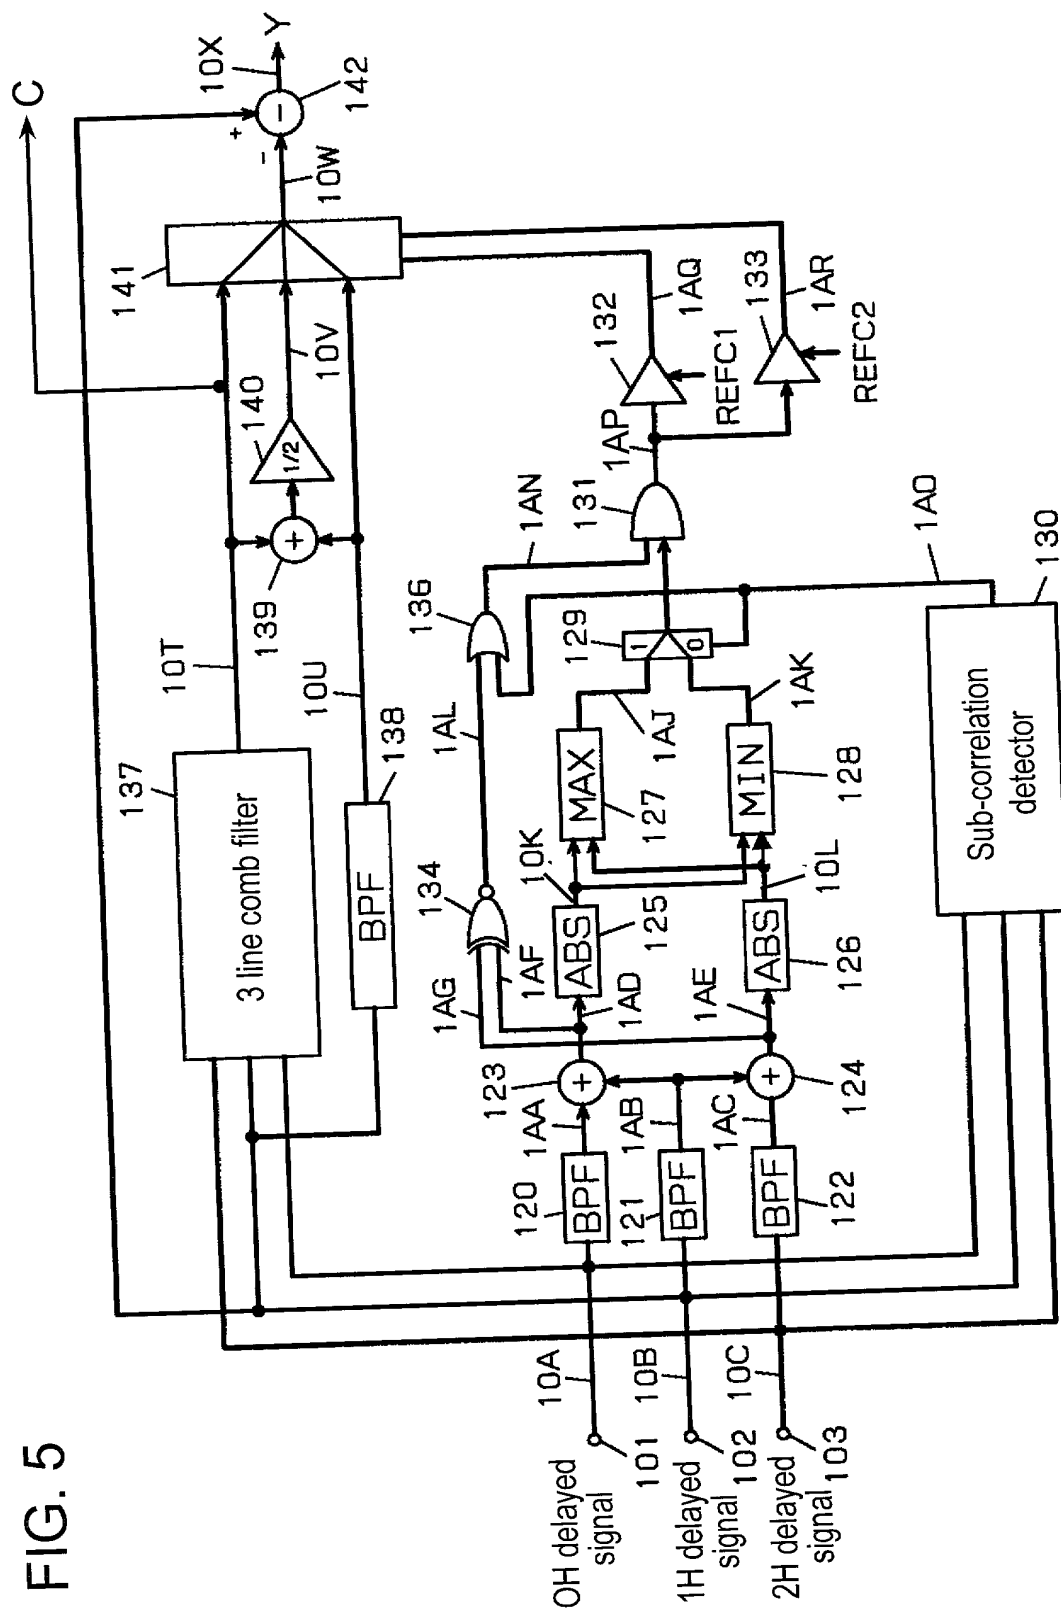 FIG. 5
C
10X
Y
142
+
−
−
10W
141
10V
140
1/2
+
139
10T
10U
137
3 line comb filter
138
BPF
1AQ
132
REFC1
133
1AR
REFC2
1AP
131
1AN
136
1AL
129
1
0
1AO
130
Sub-correlation
detector
1AJ
1AK
MAX
127
MIN
128
134
10K
10L
1AG
1AF
ABS
125
1AD
1AE
ABS
126
123
+
124
+
1AA
1AB
1AC
120
BPF
121
BPF
BPF
122
10A
10B
10C
0H delayed
signal
101
1H delayed
signal
102
2H delayed
signal
103